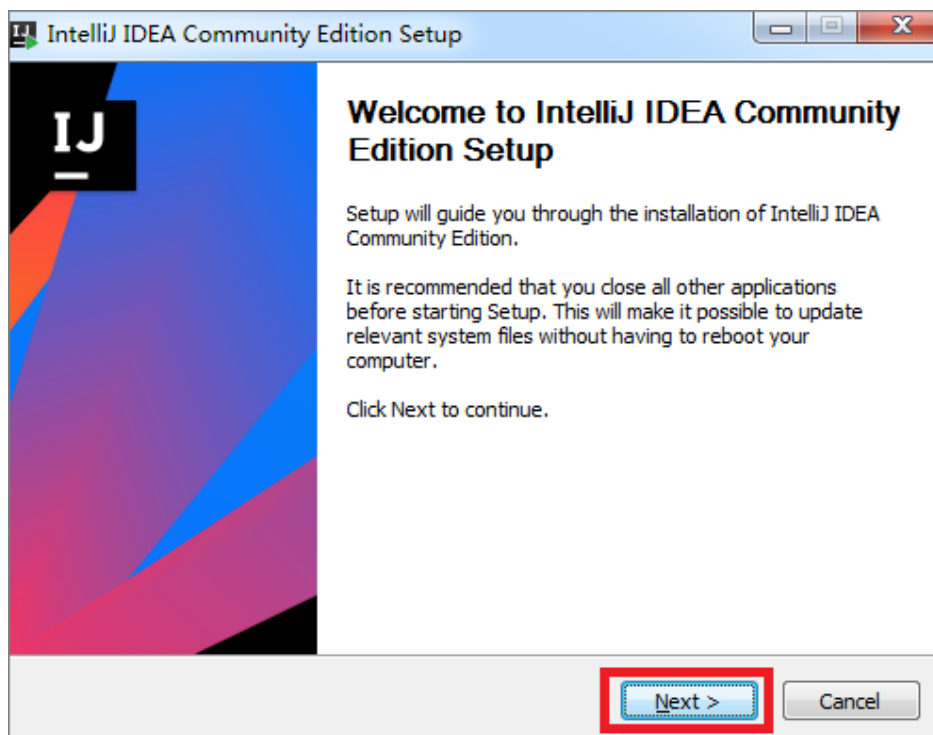 IntelliJ IDEA Community Edition Setup
X
IJ
Welcome to IntelliJ IDEA Community
Edition Setup
Setup will guide you through the installation of IntelliJ IDEA
Community Edition.
It is recommended that you close all other applications
before starting Setup. This will make it possible to update
relevant system files without having to reboot your
computer.
Click Next to continue.
Next >
Cancel